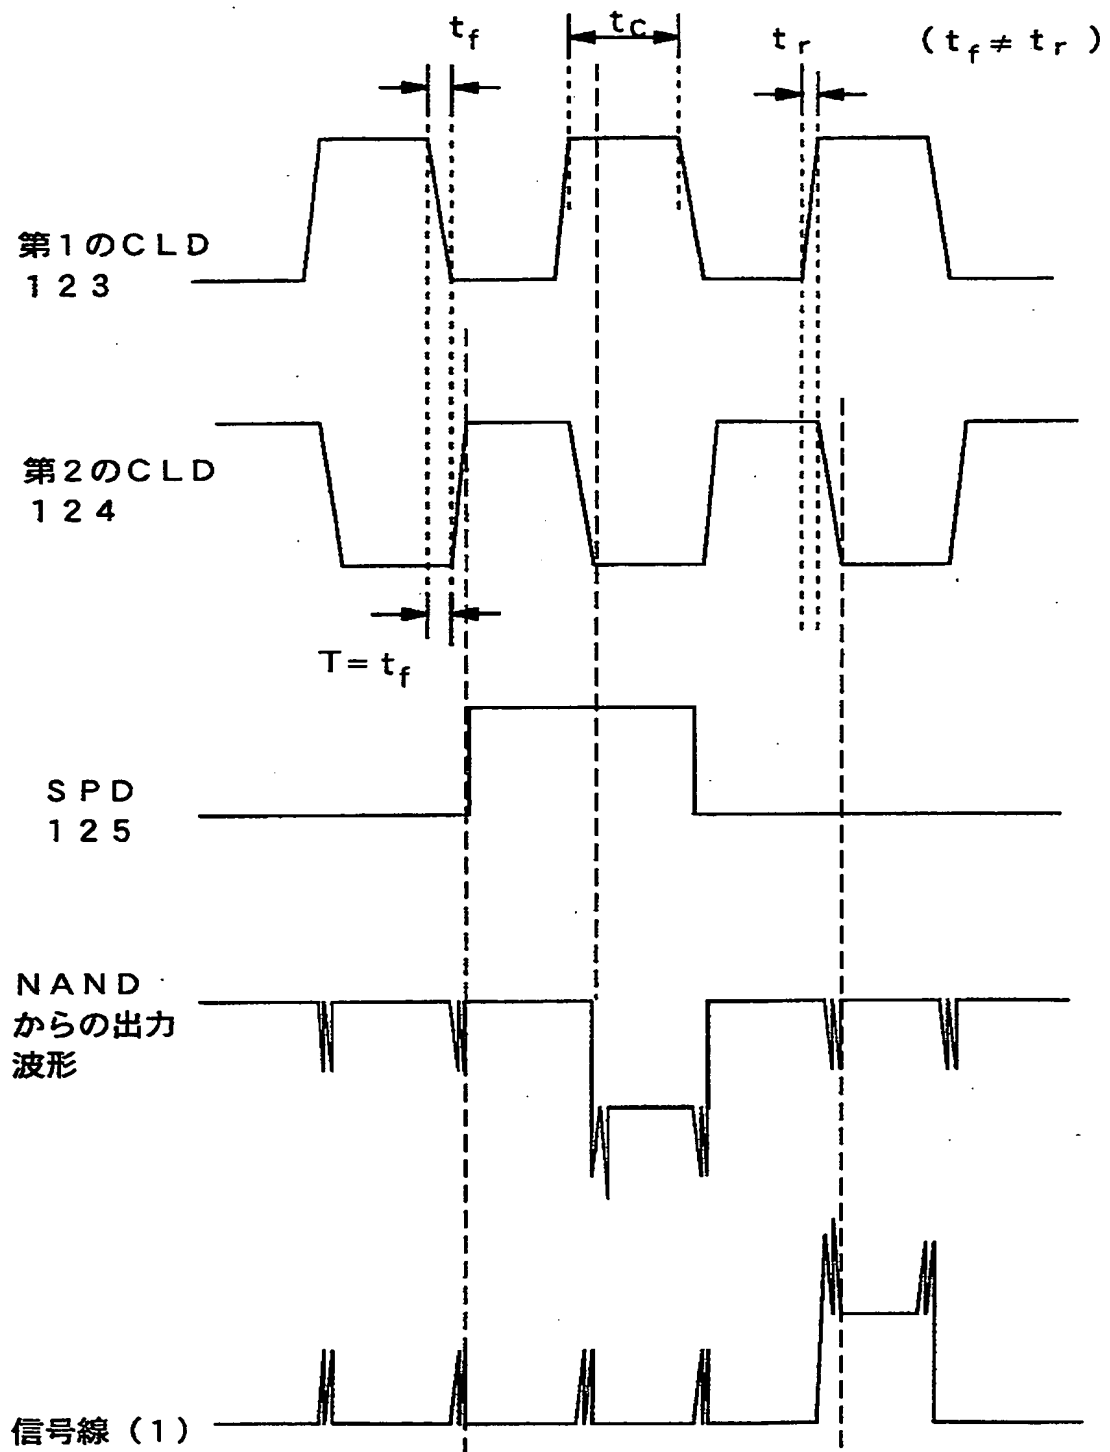 t_f
t_C
t_r
(t_f ≠ t_r)
第1のCLD
123
第2のCLD
124
T=t_f
SPD
125
NAND
からの出力
波形
信号線(1)